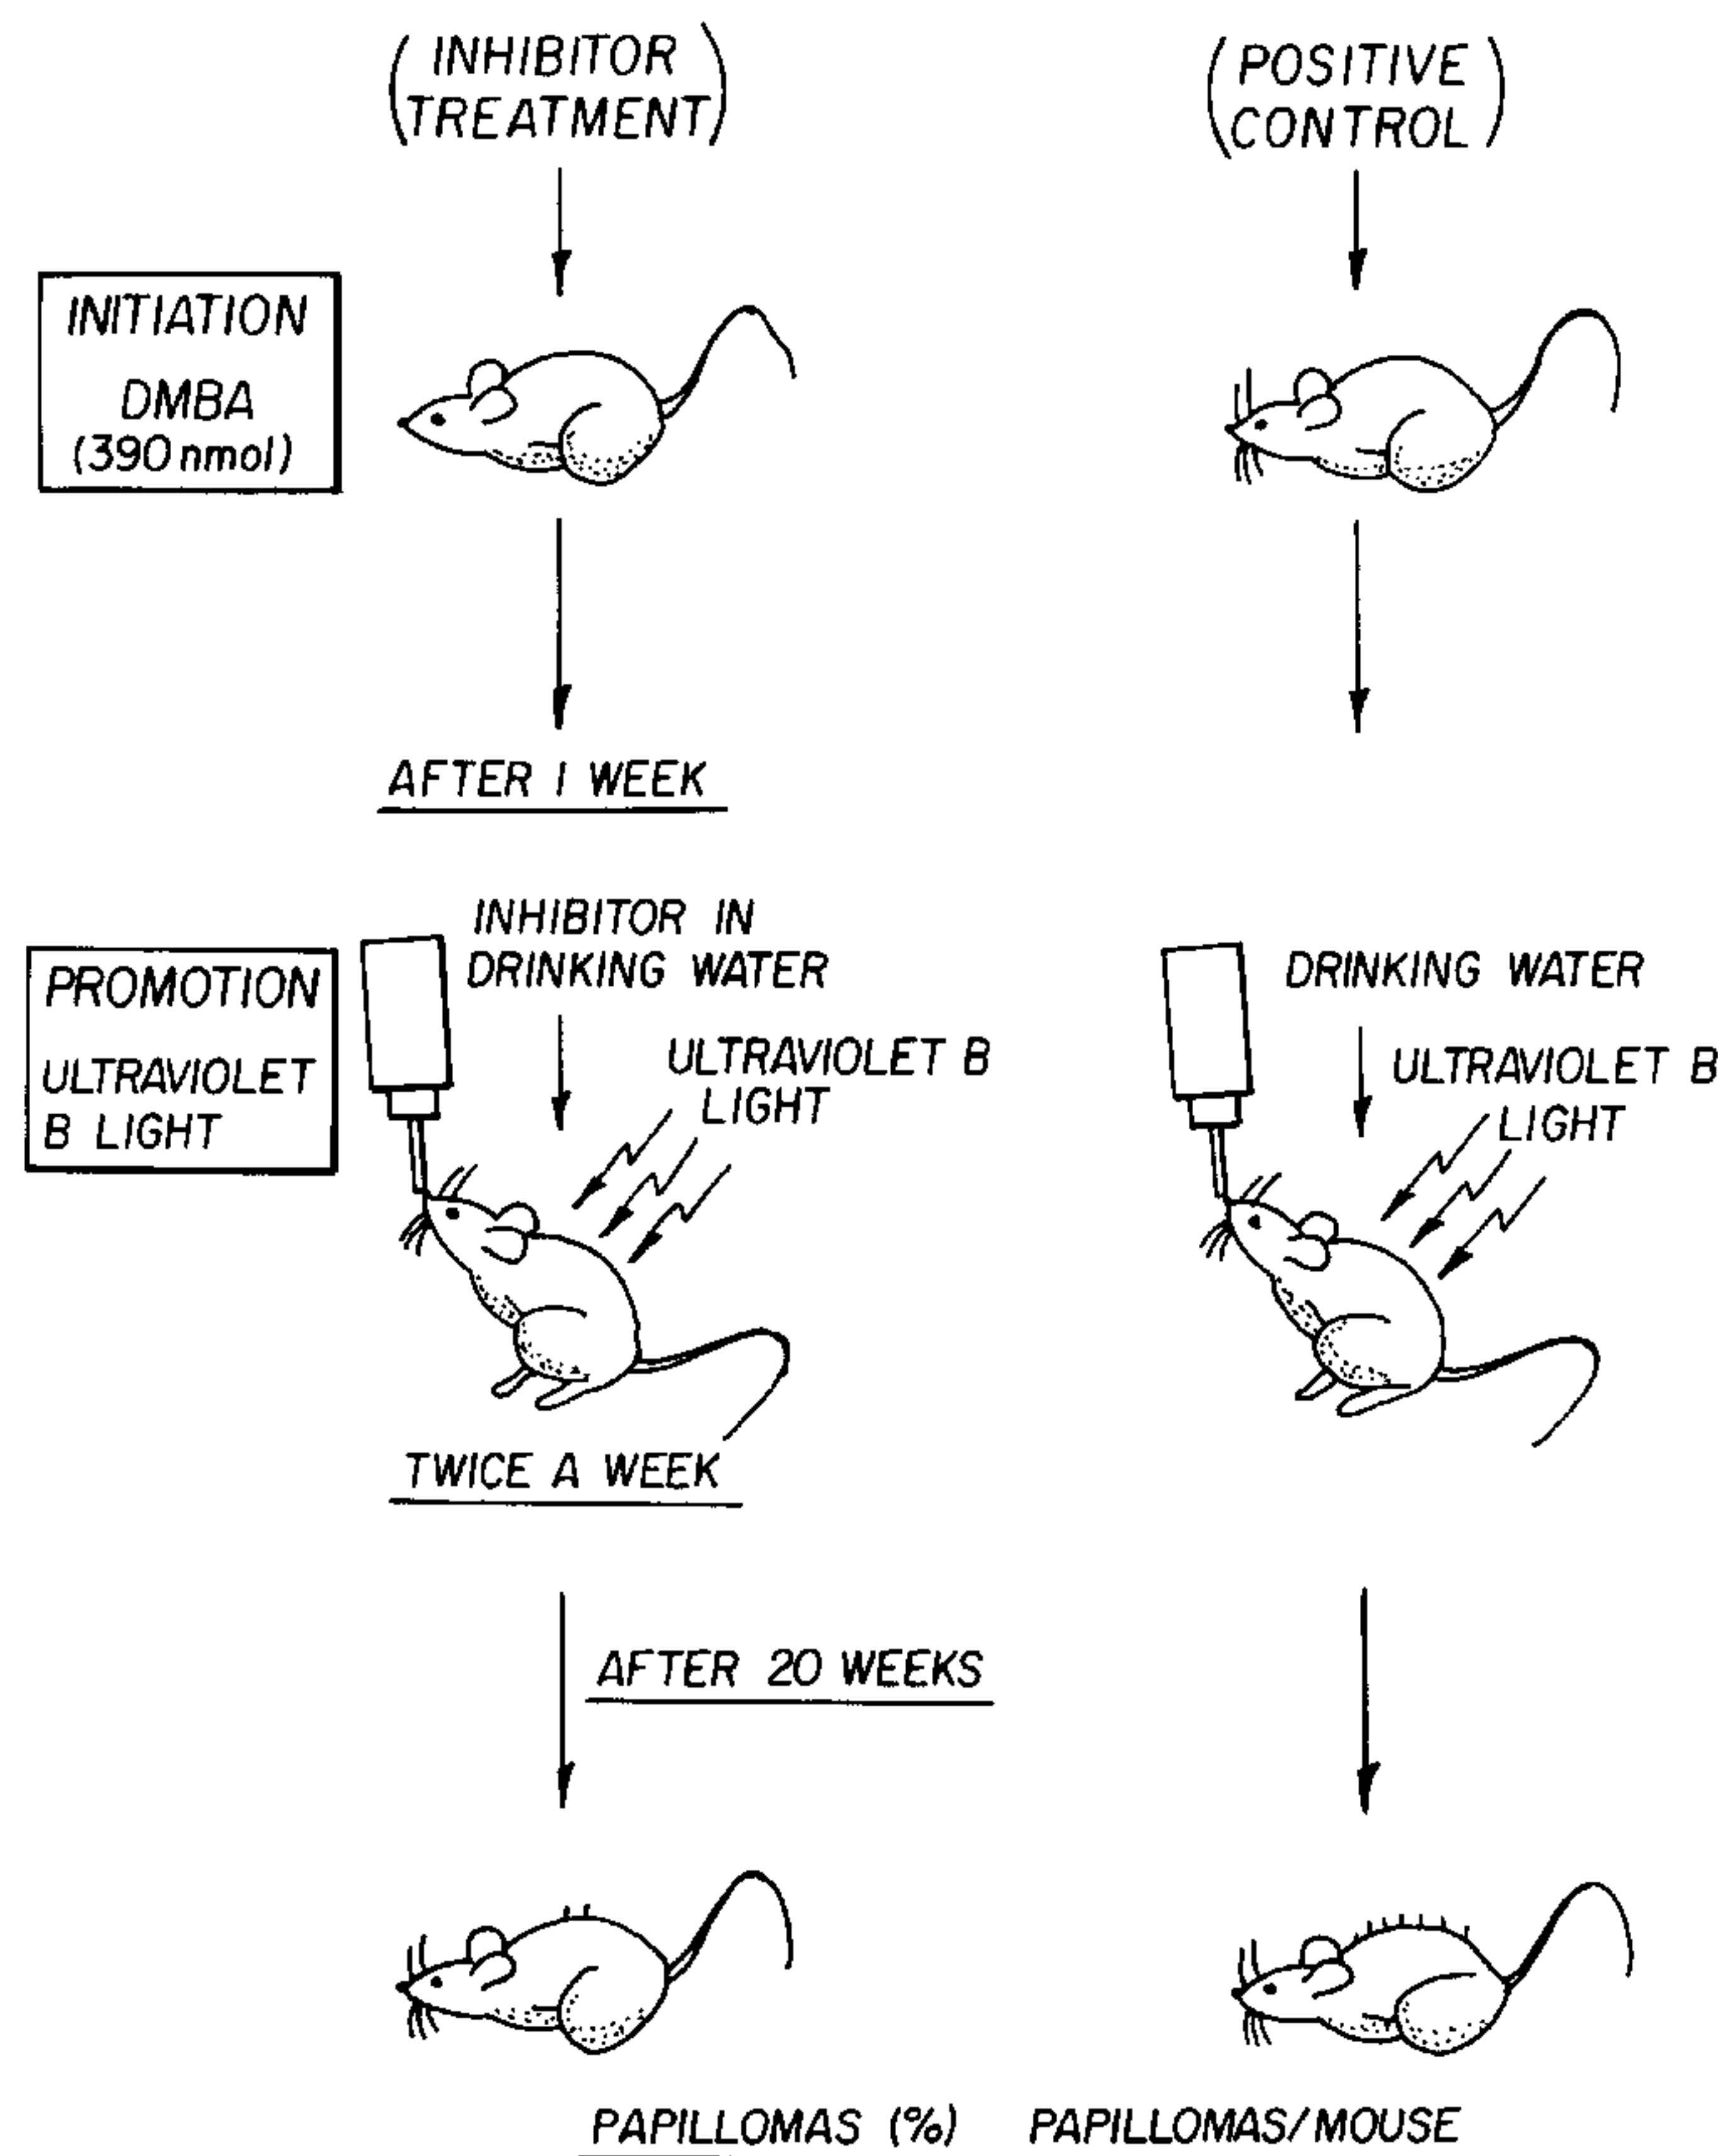 (INHIBITOR
TREATMENT)
(POSITIVE
CONTROL)
INITIATION
DMBA
(390 nmol)
AFTER 1 WEEK
PROMOTION
ULTRAVIOLET
B LIGHT
INHIBITOR IN
DRINKING WATER
ULTRAVIOLET B
LIGHT
DRINKING WATER
ULTRAVIOLET B
LIGHT
TWICE A WEEK
AFTER 20 WEEKS
PAPILLOMAS (%)
PAPILLOMAS/MOUSE